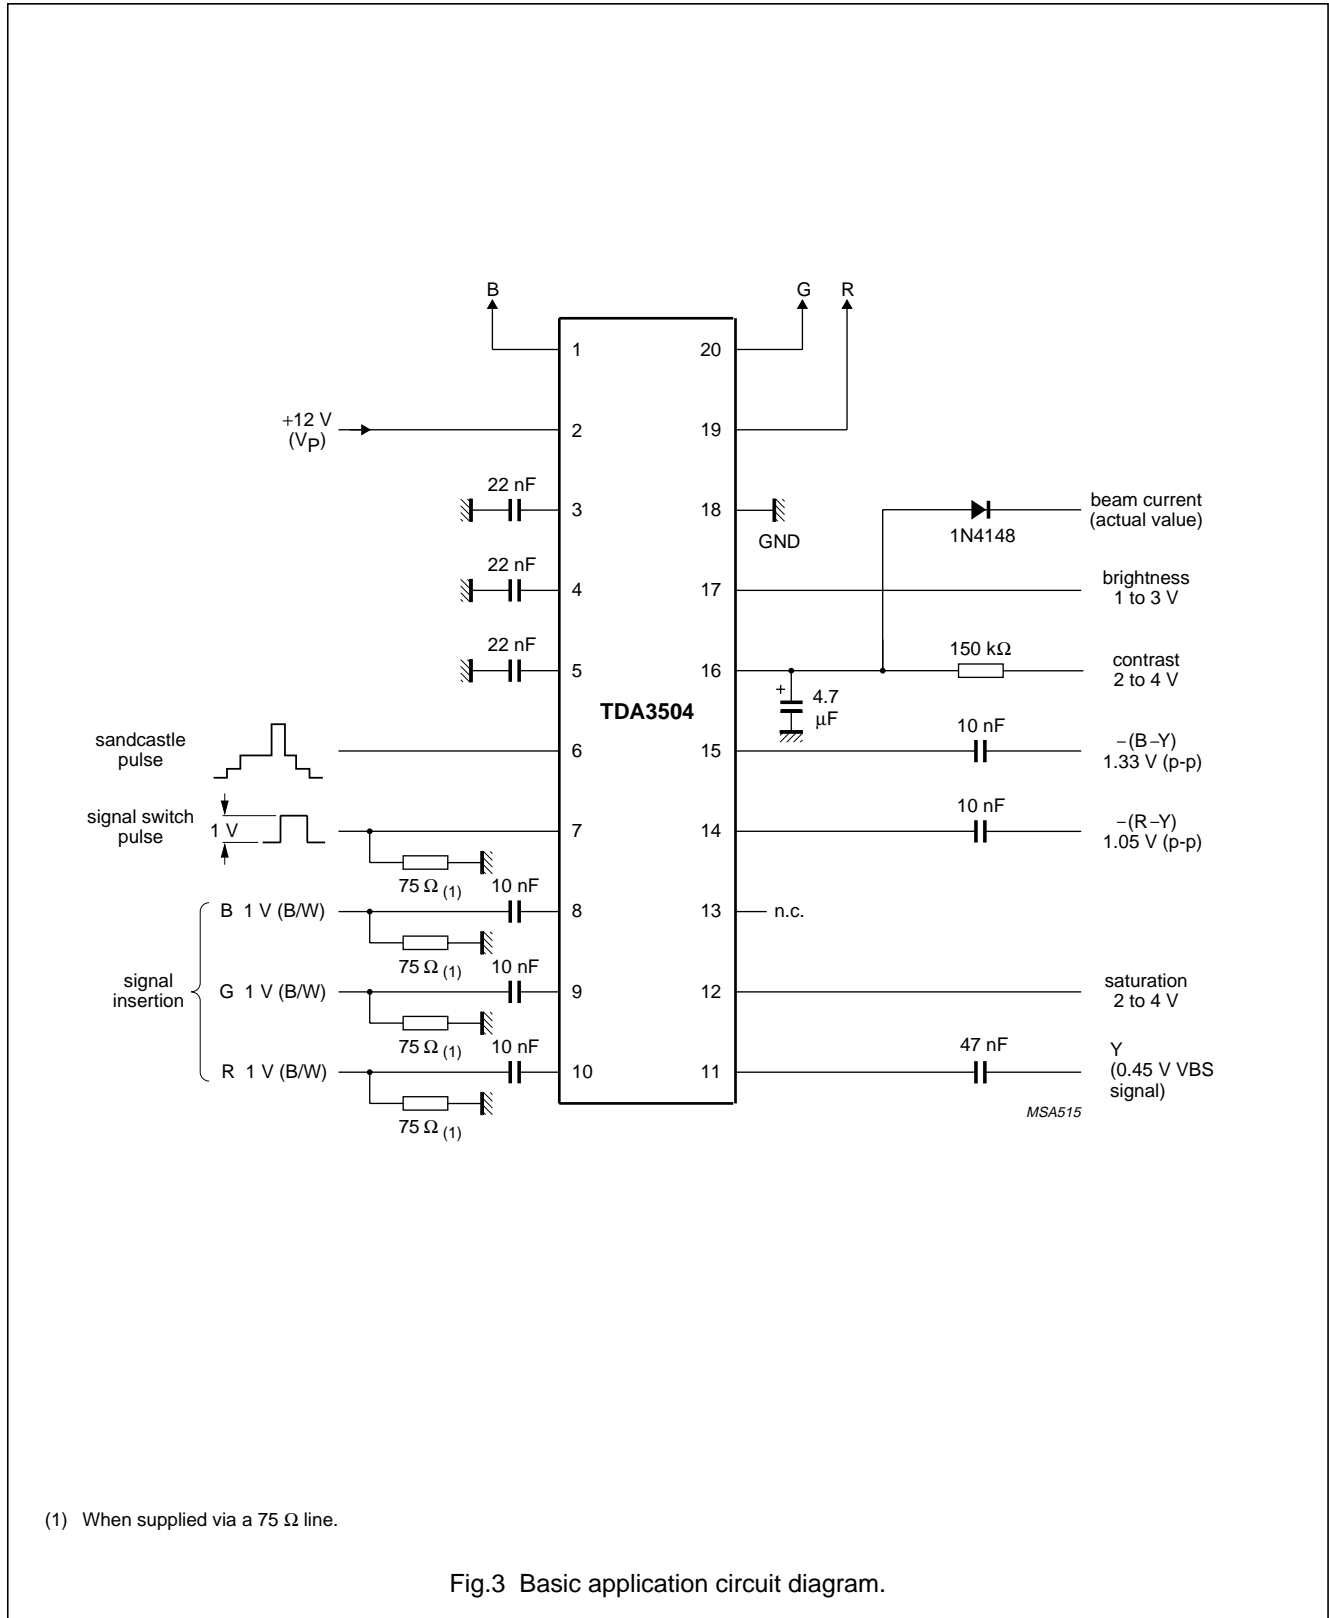 B
G R
1
20
+12 V
(VP)
2
19
22 nF
3
18
GND
1N4148
beam current
(actual value)
22 nF
4
17
brightness
1 to 3 V
22 nF
5
16
150 kΩ
contrast
2 to 4 V
+
4.7
μF
TDA3504
sandcastle
pulse
6
15
10 nF
−(B−Y)
1.33 V (p-p)
signal switch
pulse
1 V
7
14
10 nF
−(R−Y)
1.05 V (p-p)
75 Ω (1)
10 nF
B 1 V (B/W)
8
13
n.c.
75 Ω (1)
10 nF
signal
insertion
G 1 V (B/W)
9
12
saturation
2 to 4 V
75 Ω (1)
10 nF
R 1 V (B/W)
10
11
47 nF
Y
(0.45 V VBS
signal)
75 Ω (1)
MSA515
(1) When supplied via a 75 Ω line.
Fig.3 Basic application circuit diagram.